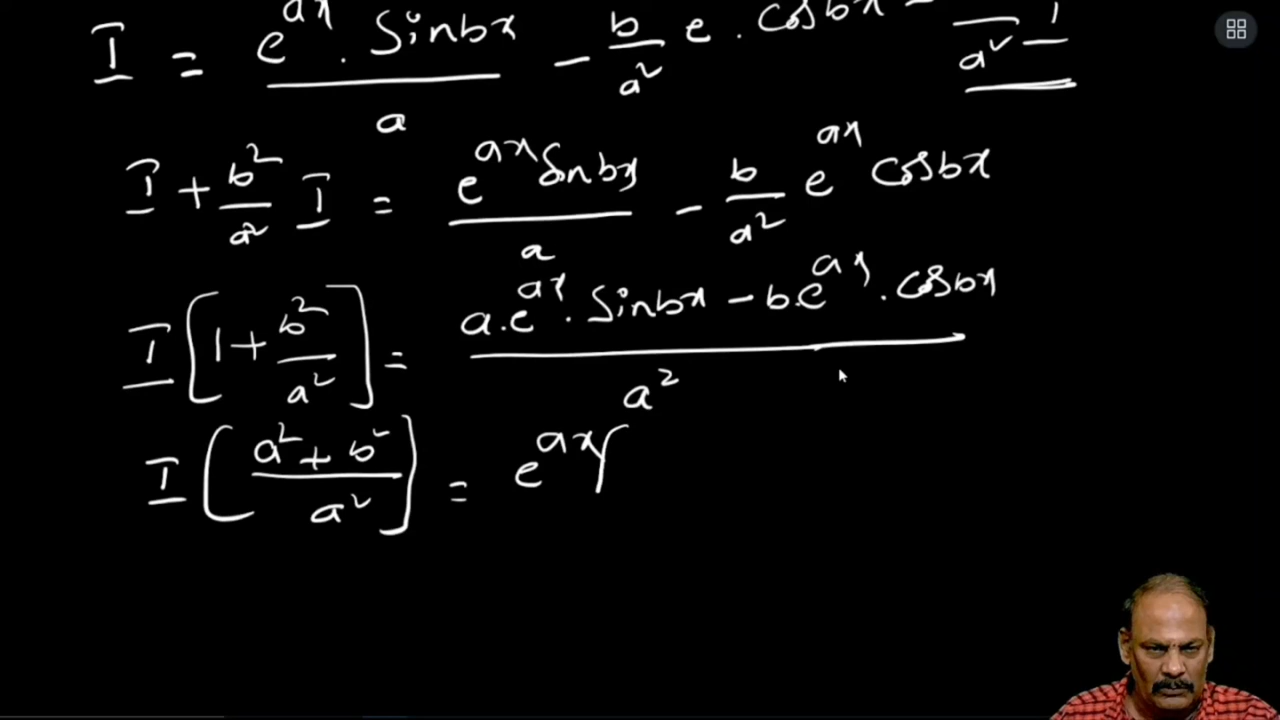 I = e^{ax} . Sinbx / a - b/a² e . cosbx - / a² I
I + b²/a² I = e^{ax} Sinbx / a - b/a² e^{ax} cosbx
I [ 1 + b²/a² ] = a.e^{ax} . Sinbx - b.e^{ax} . cosbx / a²
I [ a² + b² / a² ] = e^{ax} (